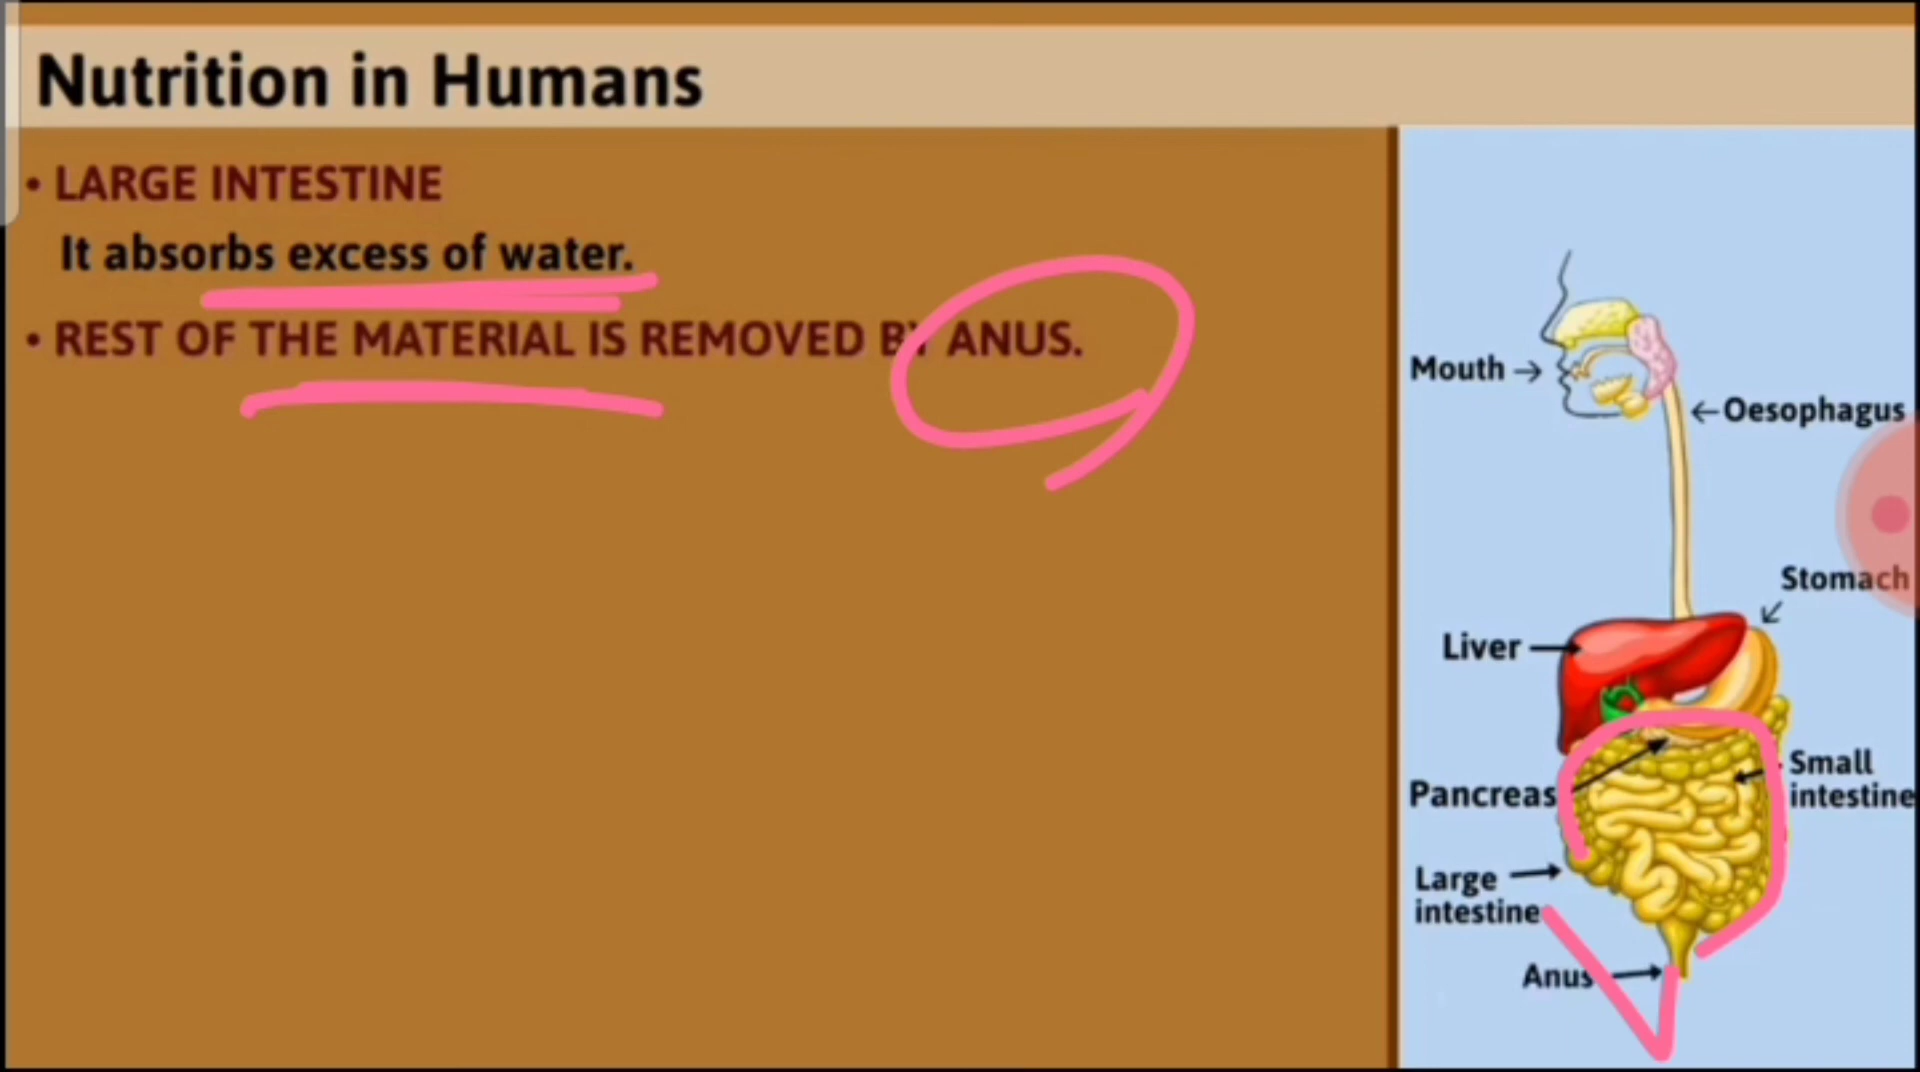 Nutrition in Humans
• LARGE INTESTINE
It absorbs excess of water.
• REST OF THE MATERIAL IS REMOVED BY ANUS.
Mouth →
←Oesophagus
Stomach
Liver
Small
intestine
Pancreas
Large
intestine
Anus